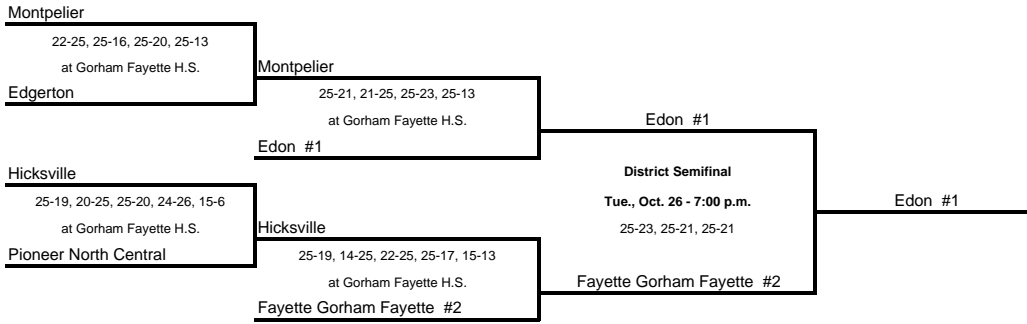 Montpelier
22-25, 25-16, 25-20, 25-13
at Gorham Fayette H.S.
Edgerton
Montpelier
25-21, 21-25, 25-23, 25-13
at Gorham Fayette H.S.
Edon #1
Hicksville
25-19, 20-25, 25-20, 24-26, 15-6
at Gorham Fayette H.S.
Pioneer North Central
Hicksville
25-19, 14-25, 22-25, 25-17, 15-13
at Gorham Fayette H.S.
Fayette Gorham Fayette #2
Edon #1
District Semifinal
Tue., Oct. 26 - 7:00 p.m.
25-23, 25-21, 25-21
Fayette Gorham Fayette #2
Edon #1